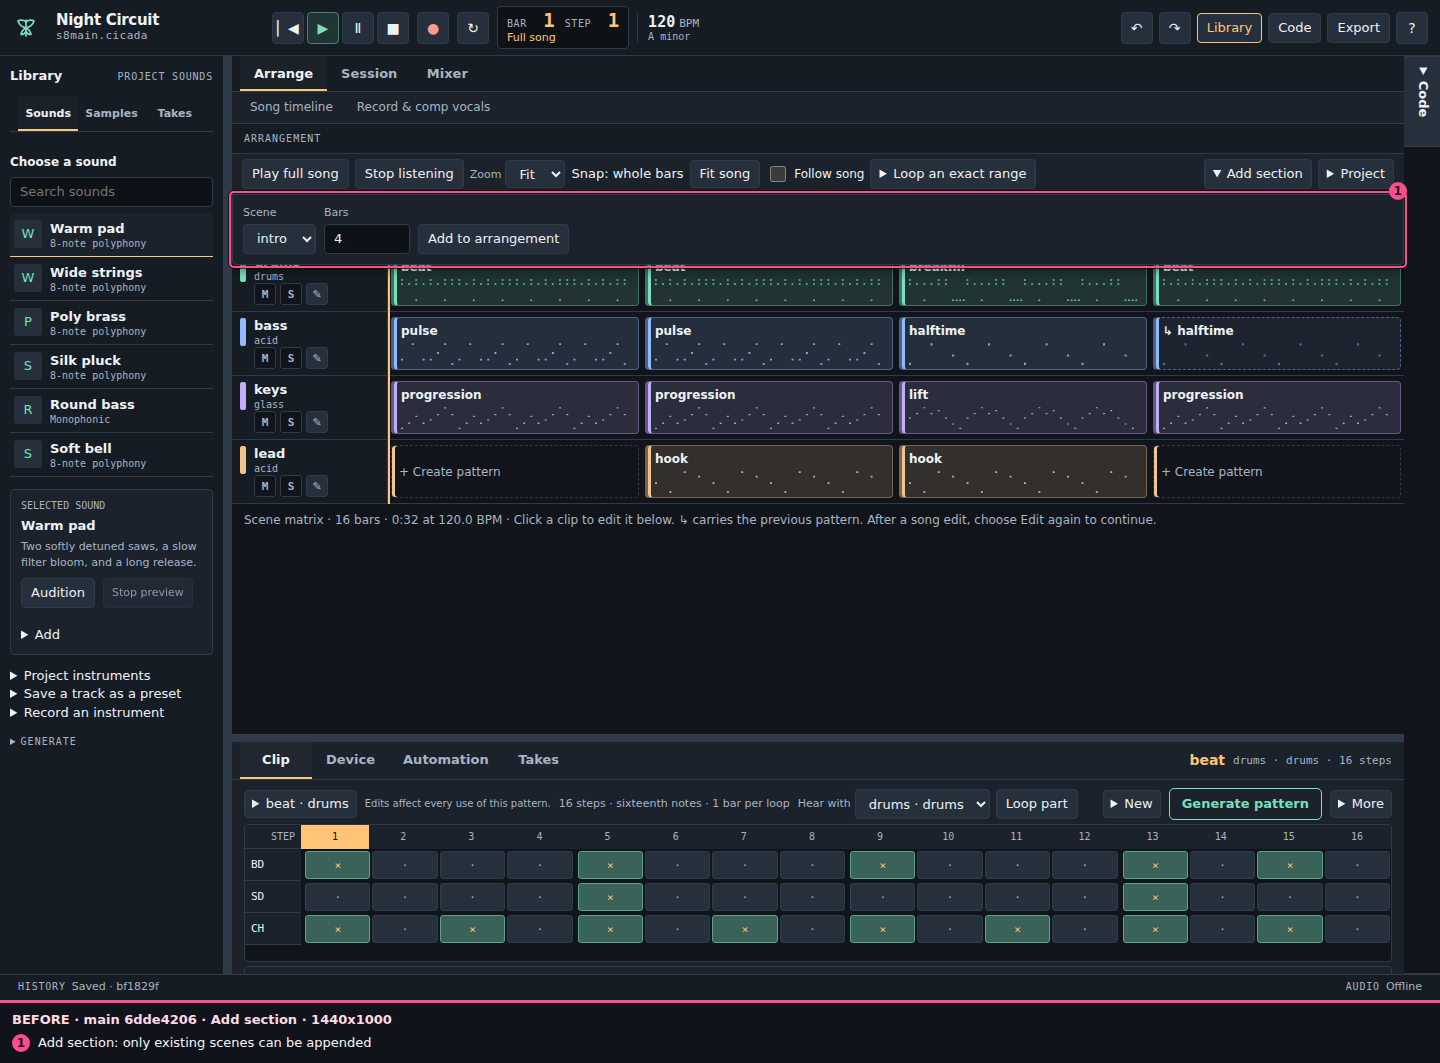 Night Circuit
s8main.cicada
BAR 1 STEP 1
Full song
120 BPM
A minor
Library
Code
Export
?
Library
PROJECT SOUNDS
Sounds
Samples
Takes
Choose a sound
Search sounds
W
Warm pad
8-note polyphony
W
Wide strings
8-note polyphony
P
Poly brass
8-note polyphony
S
Silk pluck
8-note polyphony
R
Round bass
Monophonic
S
Soft bell
8-note polyphony
SELECTED SOUND
Warm pad
Two softly detuned saws, a slow
filter bloom, and a long release.
Audition
Stop preview
Add
Project instruments
Save a track as a preset
Record an instrument
GENERATE
Arrange
Session
Mixer
Song timeline
Record & comp vocals
ARRANGEMENT
Play full song
Stop listening
Zoom
Fit
Snap: whole bars
Fit song
Follow song
Loop an exact range
Add section
Project
1
Scene
Bars
intro
4
Add to arrangement
drums
M S ✎
bass
acid
M S ✎
pulse
pulse
halftime
↳ halftime
keys
glass
M S ✎
progression
progression
lift
progression
lead
acid
M S ✎
+ Create pattern
hook
hook
+ Create pattern
Scene matrix · 16 bars · 0:32 at 120.0 BPM · Click a clip to edit it below. ↳ carries the previous pattern. After a song edit, choose Edit again to continue.
Code
Clip
Device
Automation
Takes
beat drums · drums · 16 steps
beat · drums
Edits affect every use of this pattern.
16 steps · sixteenth notes · 1 bar per loop
Hear with
drums · drums
Loop part
New
Generate pattern
More
STEP 1 2 3 4 5 6 7 8 9 10 11 12 13 14 15 16
BD × · · · × · · · × · · · × · × ·
SD · · · · × · · · · · · · × · · ·
CH × · × · × · × · × · × · × · × ·
HISTORY Saved · bf1829f
AUDIO Offline
BEFORE · main 6dde4206 · Add section · 1440x1000
1 Add section: only existing scenes can be appended